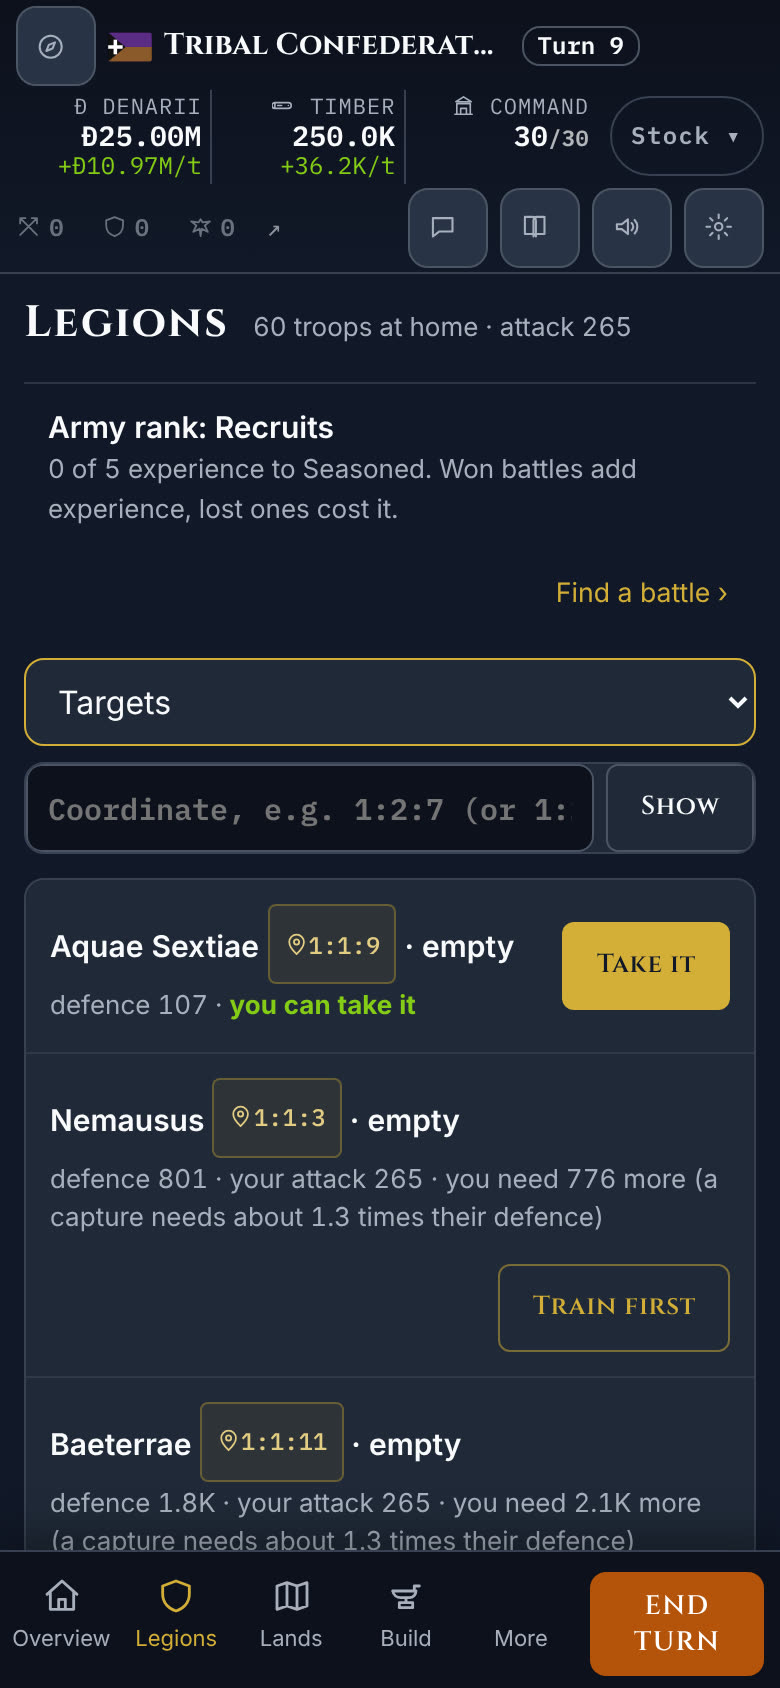 Tribal Confederat...
Turn 9
Đ DENARII
Đ25.00M
+Đ10.97M/t
TIMBER
250.0K
+36.2K/t
COMMAND
30/30
Stock ▾
0
0
0
↗
Legions
60 troops at home · attack 265
Army rank: Recruits
0 of 5 experience to Seasoned. Won battles add
experience, lost ones cost it.
Find a battle ›
Targets
Coordinate, e.g. 1:2:7 (or 1:
Show
Aquae Sextiae 1:1:9 · empty
defence 107 · you can take it
Take it
Nemausus 1:1:3 · empty
defence 801 · your attack 265 · you need 776 more (a
capture needs about 1.3 times their defence)
Train first
Baeterrae 1:1:11 · empty
defence 1.8K · your attack 265 · you need 2.1K more
(a capture needs about 1.3 times their defence)
Overview
Legions
Lands
Build
More
END
TURN